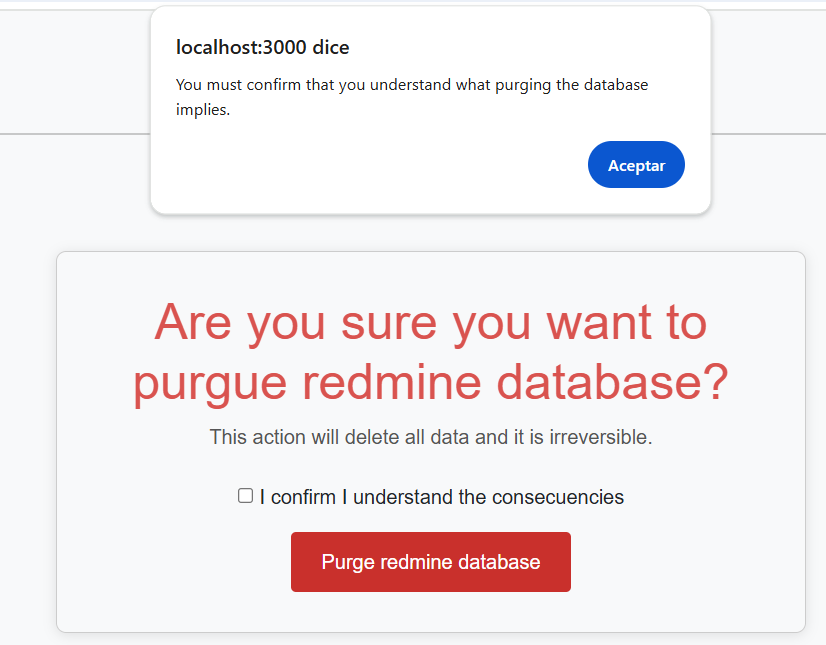 localhost:3000 dice
You must confirm that you understand what purging the database
implies.
Aceptar
Are you sure you want to
purgue redmine database?
This action will delete all data and it is irreversible.
I confirm I understand the consecuencies
Purge redmine database